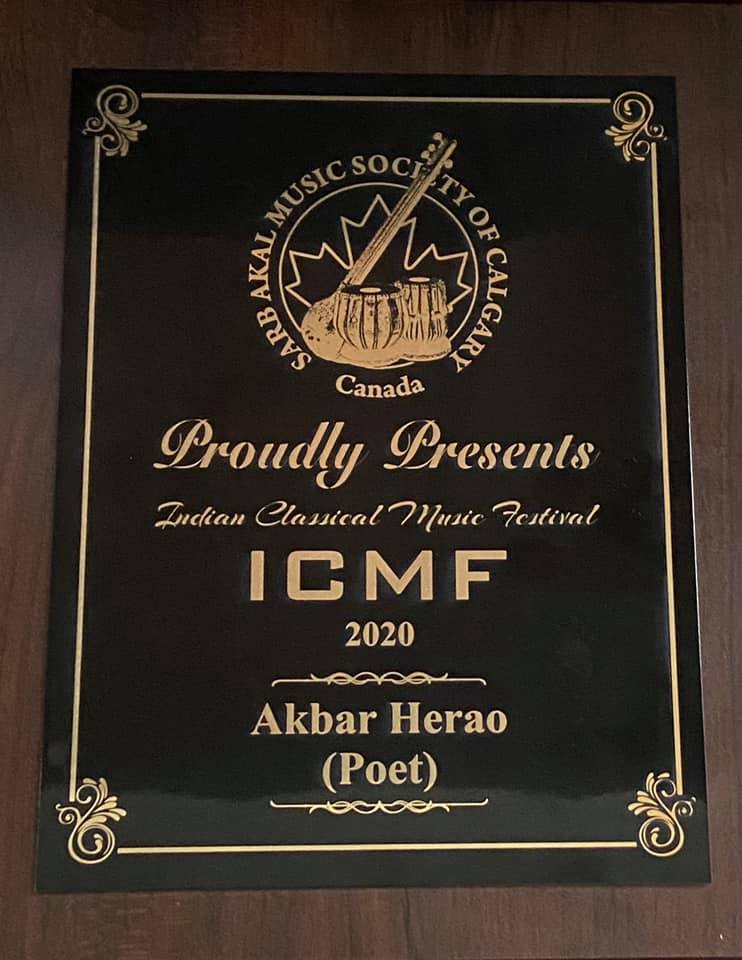 SARB AKAL MUSIC SOCIETY OF CALGARY
Canada
Proudly Presents
Indian Classical Music Festival
ICMF
2020
Akbar Herao
(Poet)